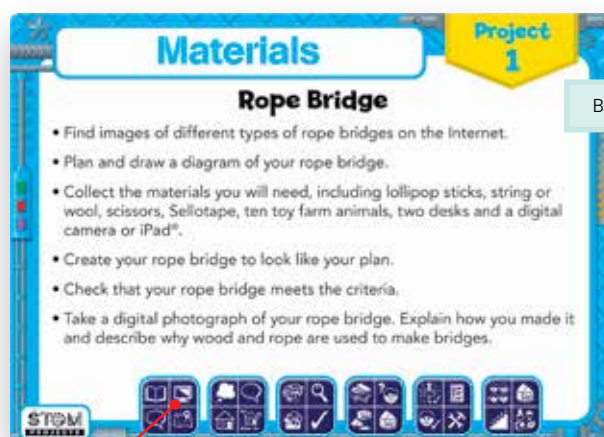 Project
1
Materials
B
Rope Bridge
• Find images of different types of rope bridges on the Internet.
• Plan and draw a diagram of your rope bridge.
• Collect the materials you will need, including lollipop sticks, string or
wool, scissors, Sellotape, ten toy farm animals, two desks and a digital
camera or iPad®.
• Create your rope bridge to look like your plan.
• Check that your rope bridge meets the criteria.
• Take a digital photograph of your rope bridge. Explain how you made it
and describe why wood and rope are used to make bridges.
STEM
PROJECTS